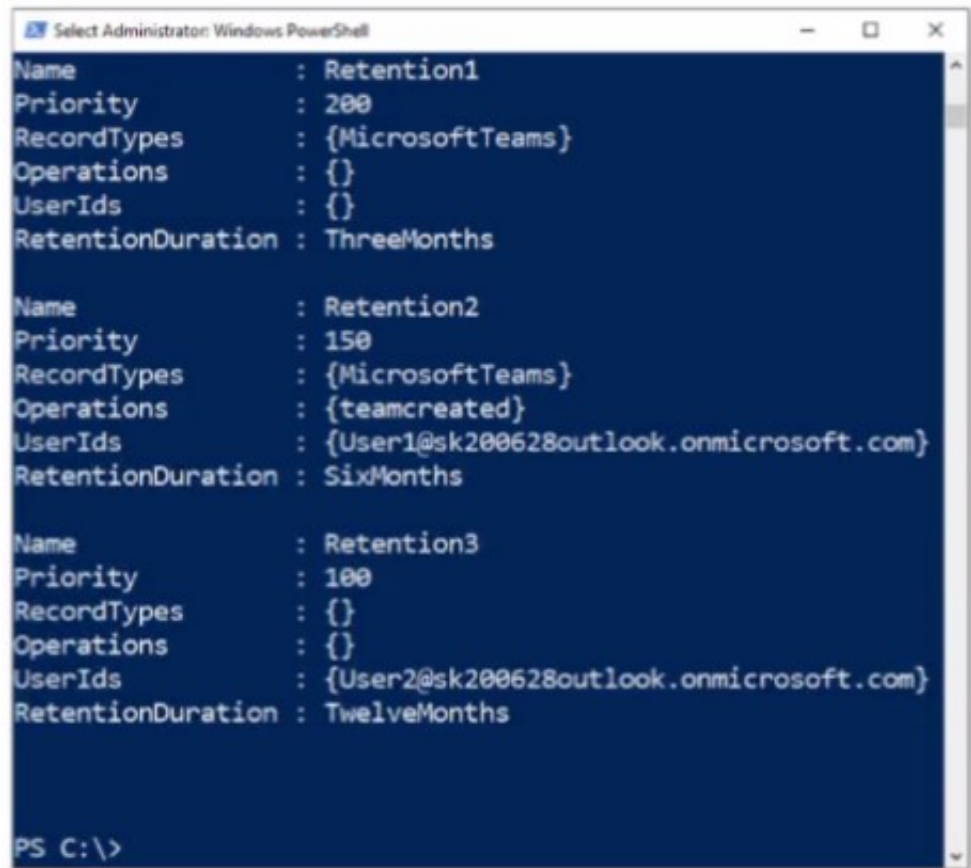 Select Administrator: Windows PowerShell
Name : Retention1
Priority : 200
RecordTypes : {MicrosoftTeams}
Operations : {}
UserIds : {}
RetentionDuration : ThreeMonths
Name : Retention2
Priority : 150
RecordTypes : {MicrosoftTeams}
Operations : {teamcreated}
UserIds : {User1@sk200628outlook.onmicrosoft.com}
RetentionDuration : SixMonths
Name : Retention3
Priority : 100
RecordTypes : {}
Operations : {}
UserIds : {User2@sk200628outlook.onmicrosoft.com}
RetentionDuration : TwelveMonths
PS C:\>